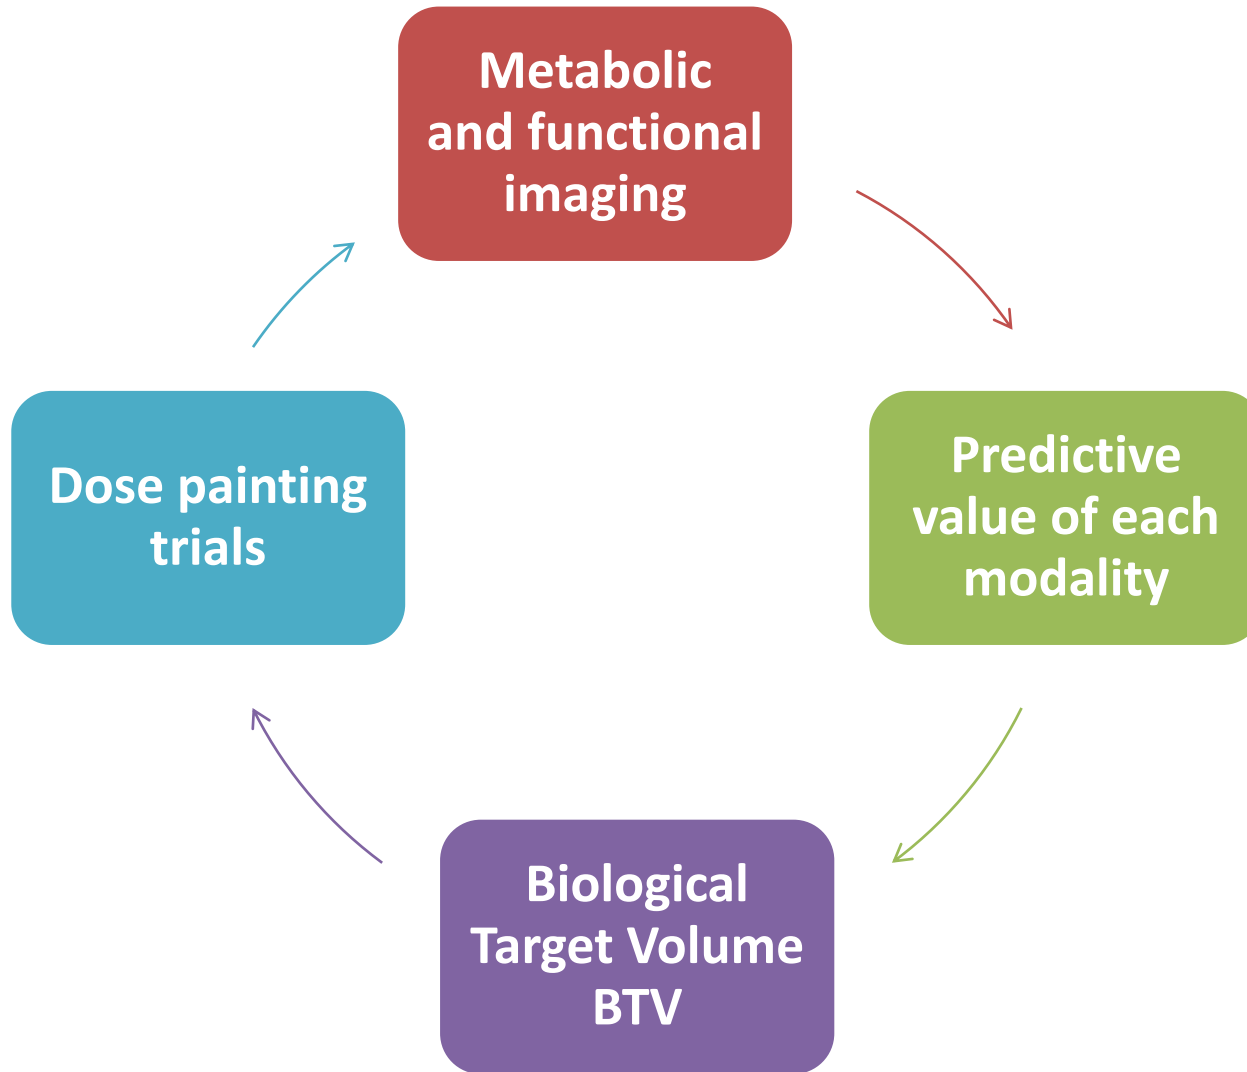 Metabolic
and functional
imaging
Predictive
value of each
modality
Biological
Target Volume
BTV
Dose painting
trials